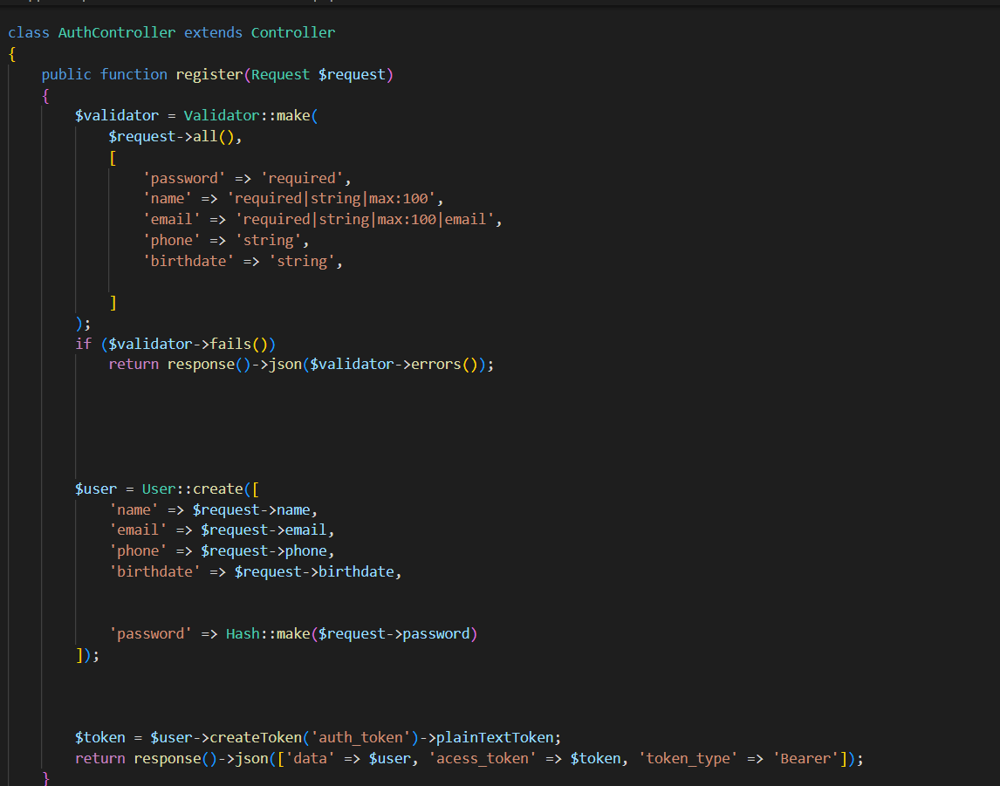 class AuthController extends Controller
{
    public function register(Request $request)
    {
        $validator = Validator::make(
            $request->all(),
            [
                'password' => 'required',
                'name' => 'required|string|max:100',
                'email' => 'required|string|max:100|email',
                'phone' => 'string',
                'birthdate' => 'string',
            ]
        );
        if ($validator->fails())
            return response()->json($validator->errors());
        $user = User::create([
            'name' => $request->name,
            'email' => $request->email,
            'phone' => $request->phone,
            'birthdate' => $request->birthdate,
            'password' => Hash::make($request->password)
        ]);
        $token = $user->createToken('auth_token')->plainTextToken;
        return response()->json(['data' => $user, 'acess_token' => $token, 'token_type' => 'Bearer']);
    }